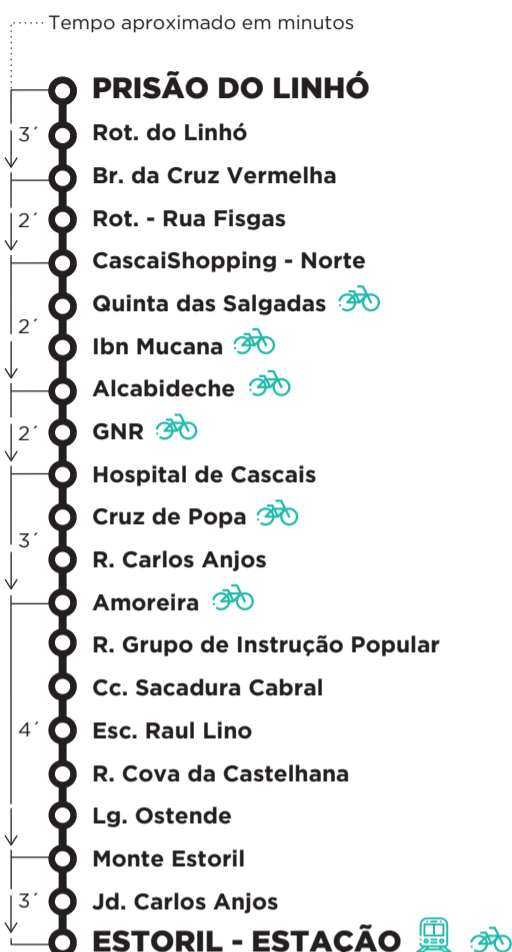 Tempo aproximado em minutos
PRISÃO DO LINHÓ
3´ Rot. do Linhó
Br. da Cruz Vermelha
2´ Rot. - Rua Fisgas
CascaiShopping - Norte
Quinta das Salgadas
2´
Ibn Mucana
Alcabideche
2´ GNR
Hospital de Cascais
Cruz de Popa
3´
R. Carlos Anjos
Amoreira
R. Grupo de Instrução Popular
Cc. Sacadura Cabral
4´ Esc. Raul Lino
R. Cova da Castelhana
Lg. Ostende
Monte Estoril
3´ Jd. Carlos Anjos
ESTORIL - ESTAÇÃO